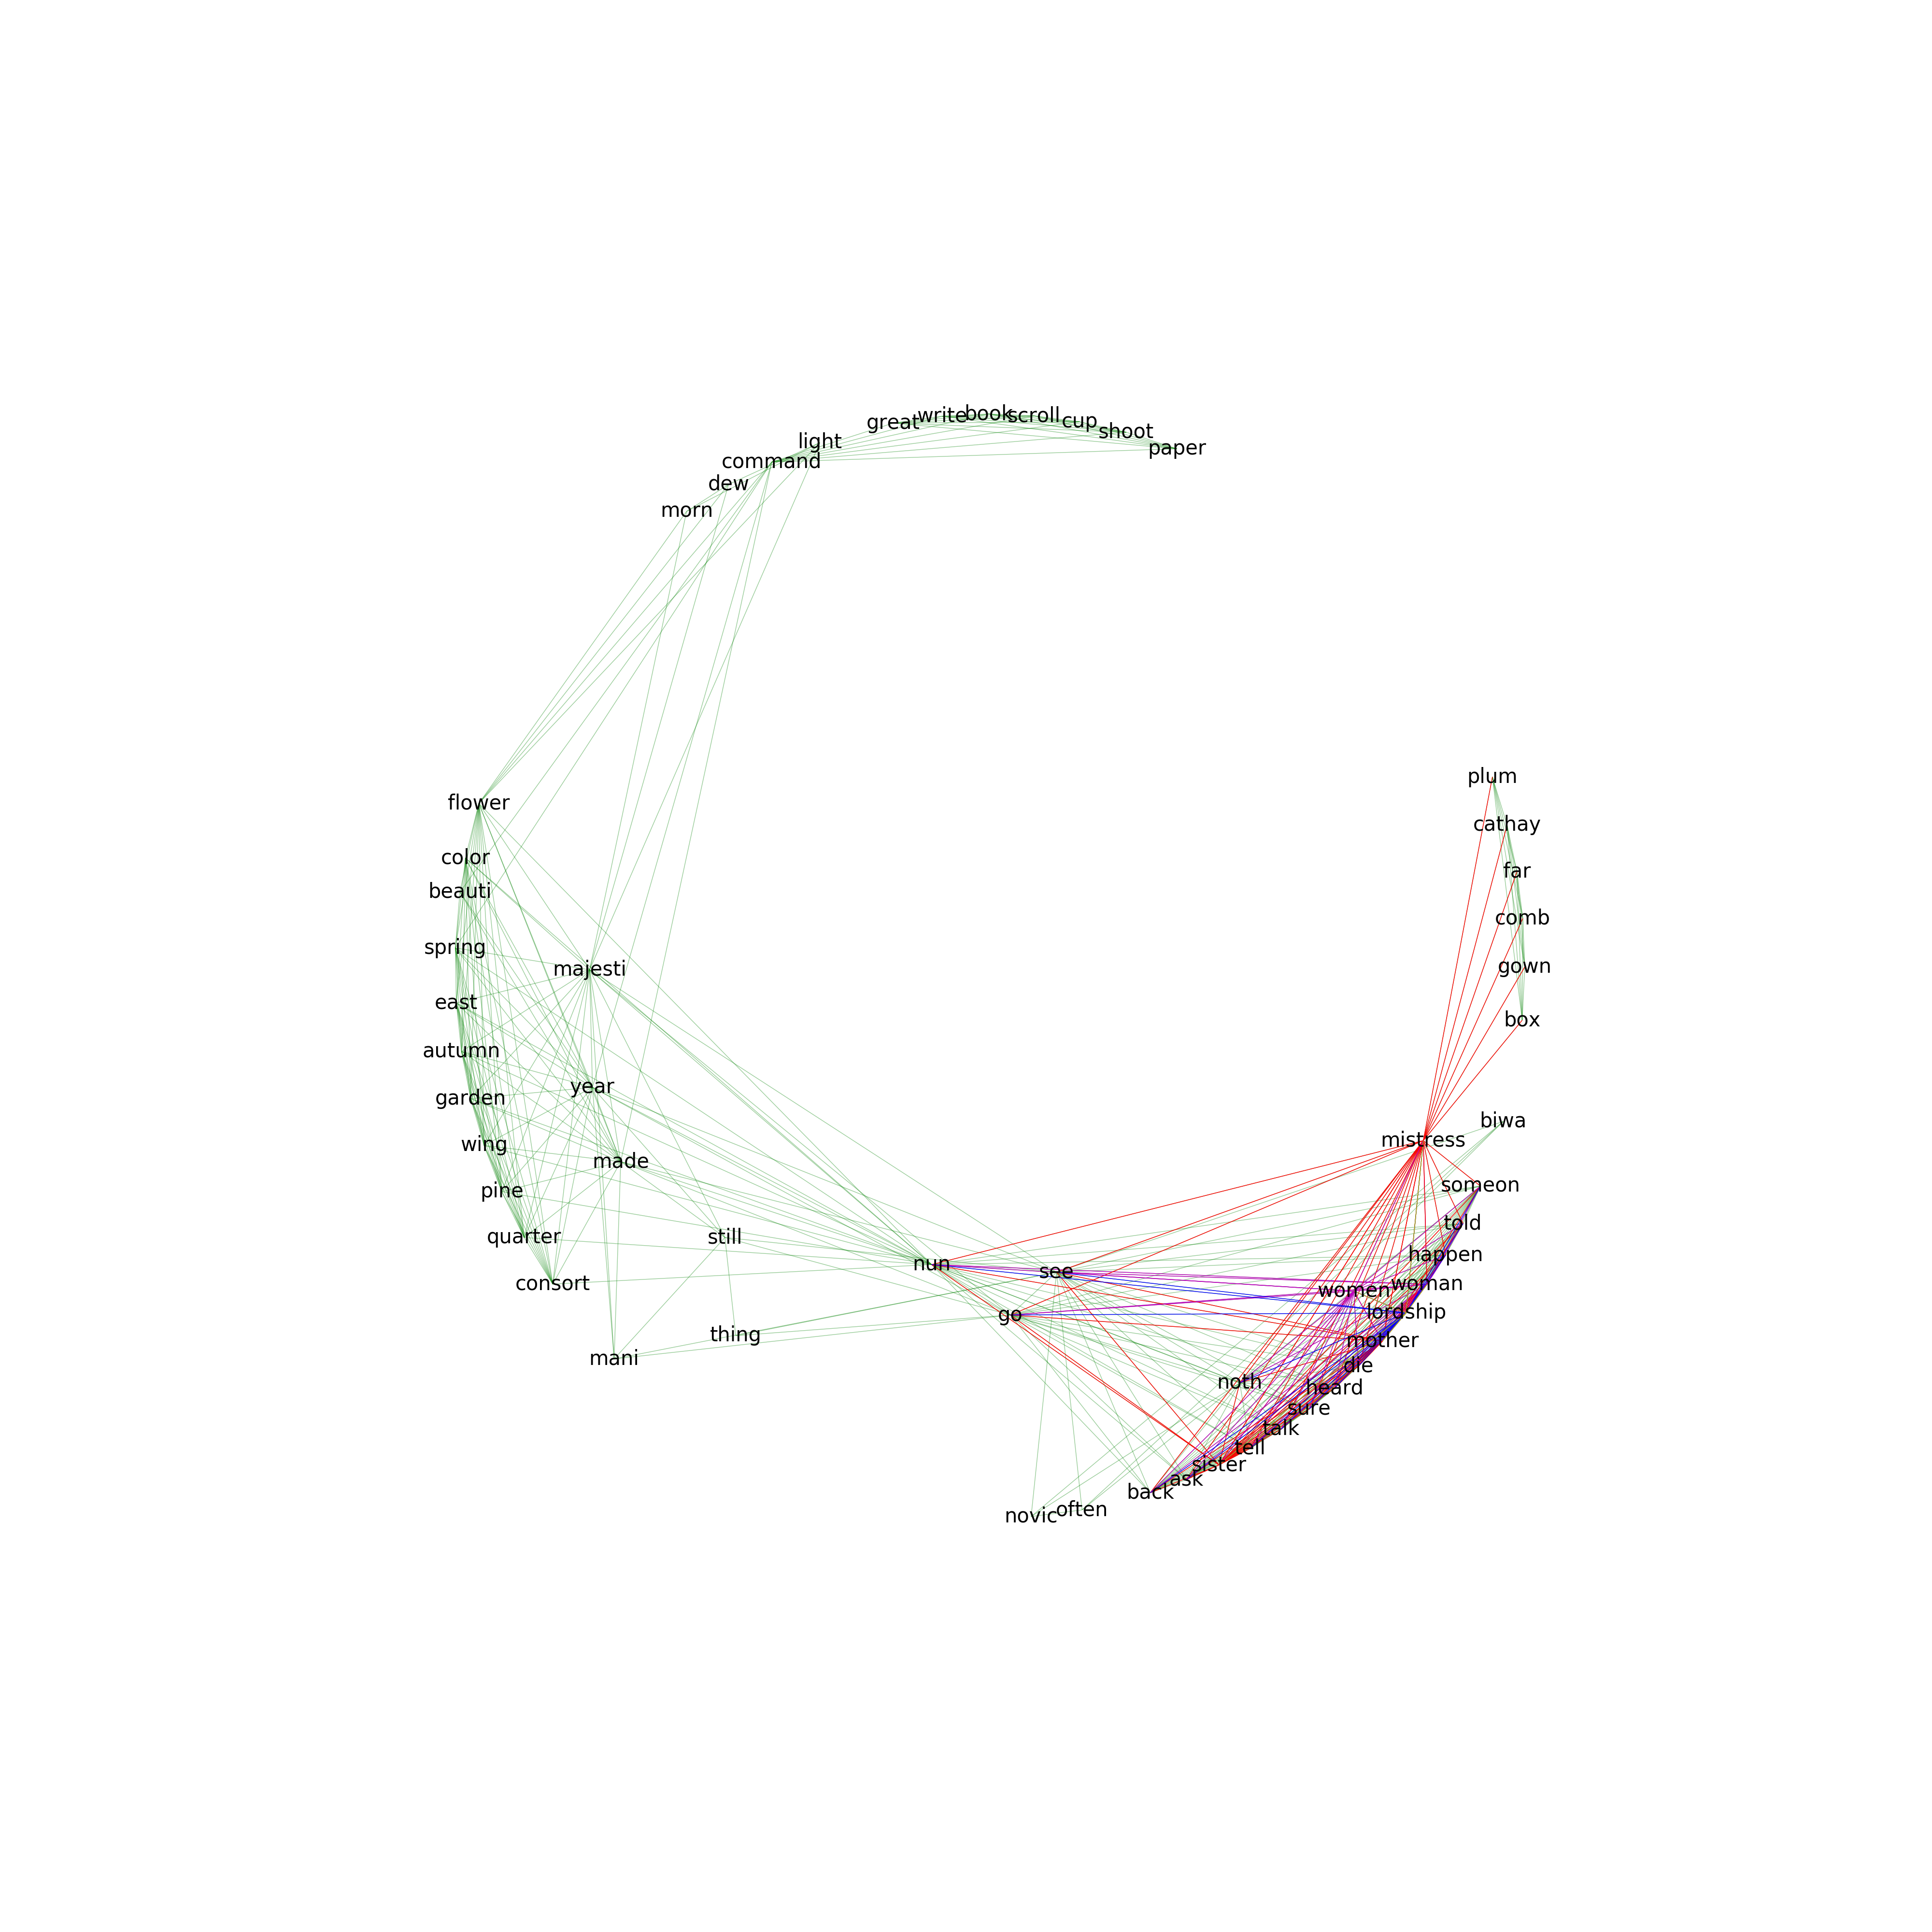 book
write
scroll
cup
great
shoot
light
paper
command
dew
morn
plum
flower
cathay
color
far
beauti
comb
spring
gown
majesti
east
box
autumn
year
garden
biwa
mistress
wing
made
someon
pine
told
still
quarter
happen
nun
see
consort
woman
women
lordship
go
thing
mother
mani
die
noth
heard
sure
talk
tell
sister
ask
back
often
novic